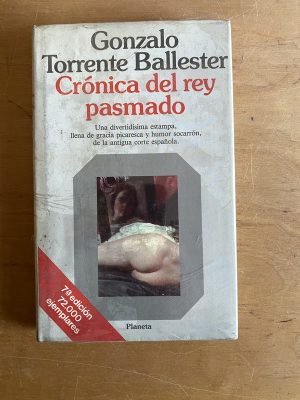 Gonzalo
Torrente Ballester
Crónica del rey
pasmado
Una divertidísima estampa,
llena de gracia picaresca y humor socarrón,
de la antigua corte española.
7ª edición
72.000
ejemplares
Planeta